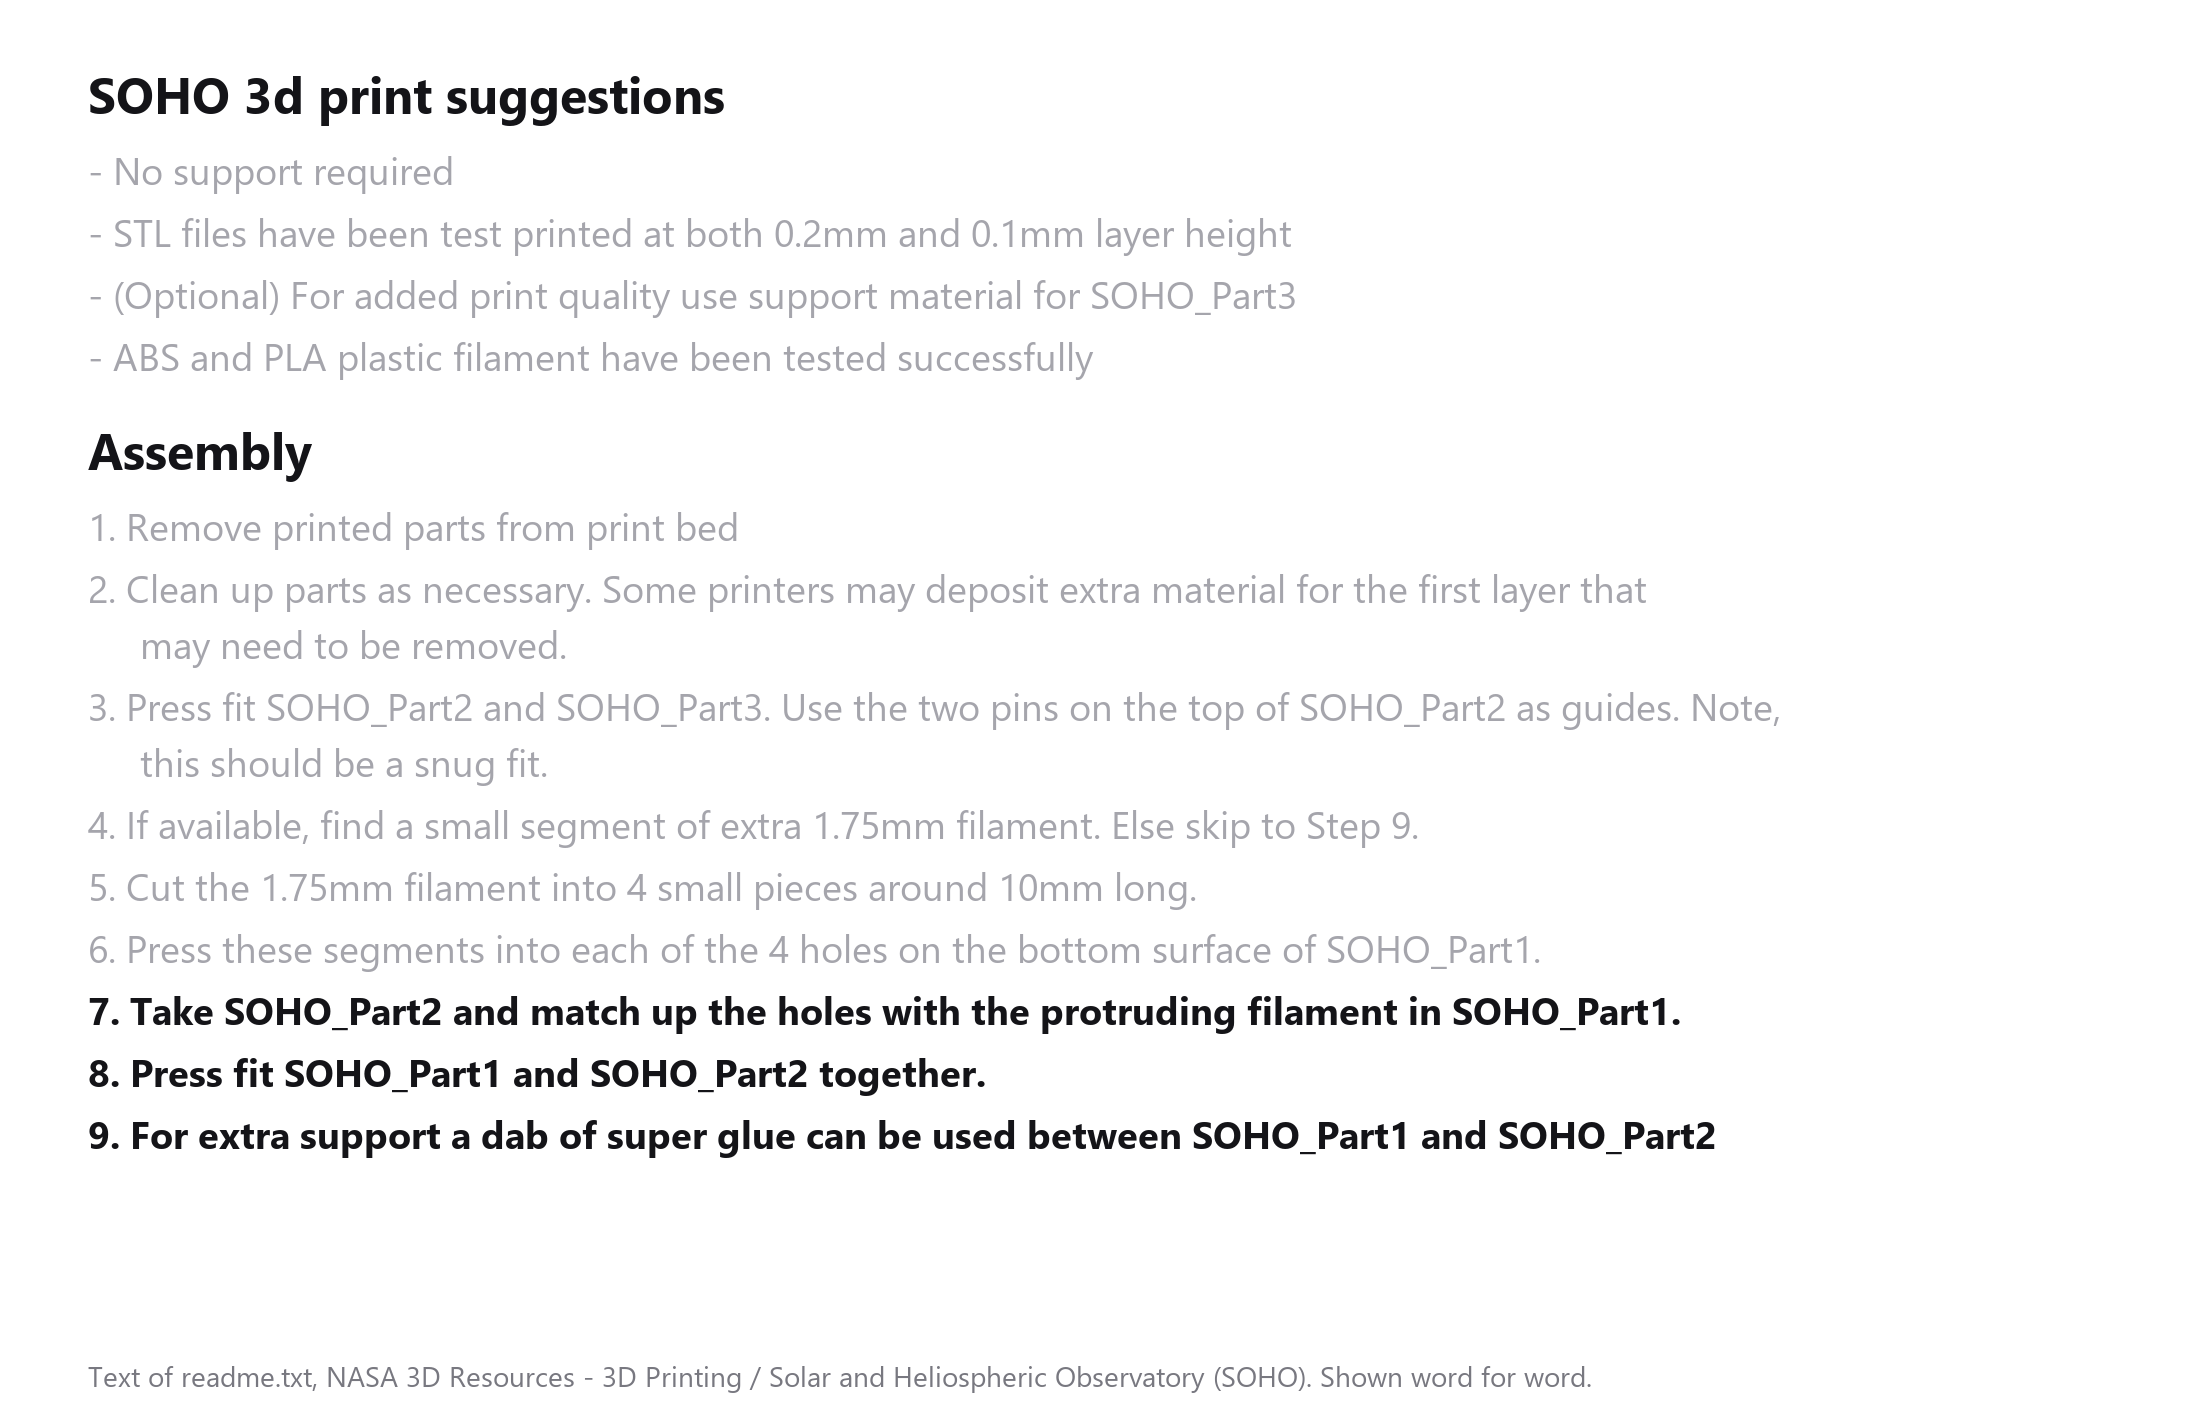 SOHO 3d print suggestions
- No support required
- STL files have been test printed at both 0.2mm and 0.1mm layer height
- (Optional) For added print quality use support material for SOHO_Part3
- ABS and PLA plastic filament have been tested successfully
Assembly
1. Remove printed parts from print bed
2. Clean up parts as necessary. Some printers may deposit extra material for the first layer that
may need to be removed.
3. Press fit SOHO_Part2 and SOHO_Part3. Use the two pins on the top of SOHO_Part2 as guides. Note,
this should be a snug fit.
4. If available, find a small segment of extra 1.75mm filament. Else skip to Step 9.
5. Cut the 1.75mm filament into 4 small pieces around 10mm long.
6. Press these segments into each of the 4 holes on the bottom surface of SOHO_Part1.
7. Take SOHO_Part2 and match up the holes with the protruding filament in SOHO_Part1.
8. Press fit SOHO_Part1 and SOHO_Part2 together.
9. For extra support a dab of super glue can be used between SOHO_Part1 and SOHO_Part2
Text of readme.txt, NASA 3D Resources - 3D Printing / Solar and Heliospheric Observatory (SOHO). Shown word for word.